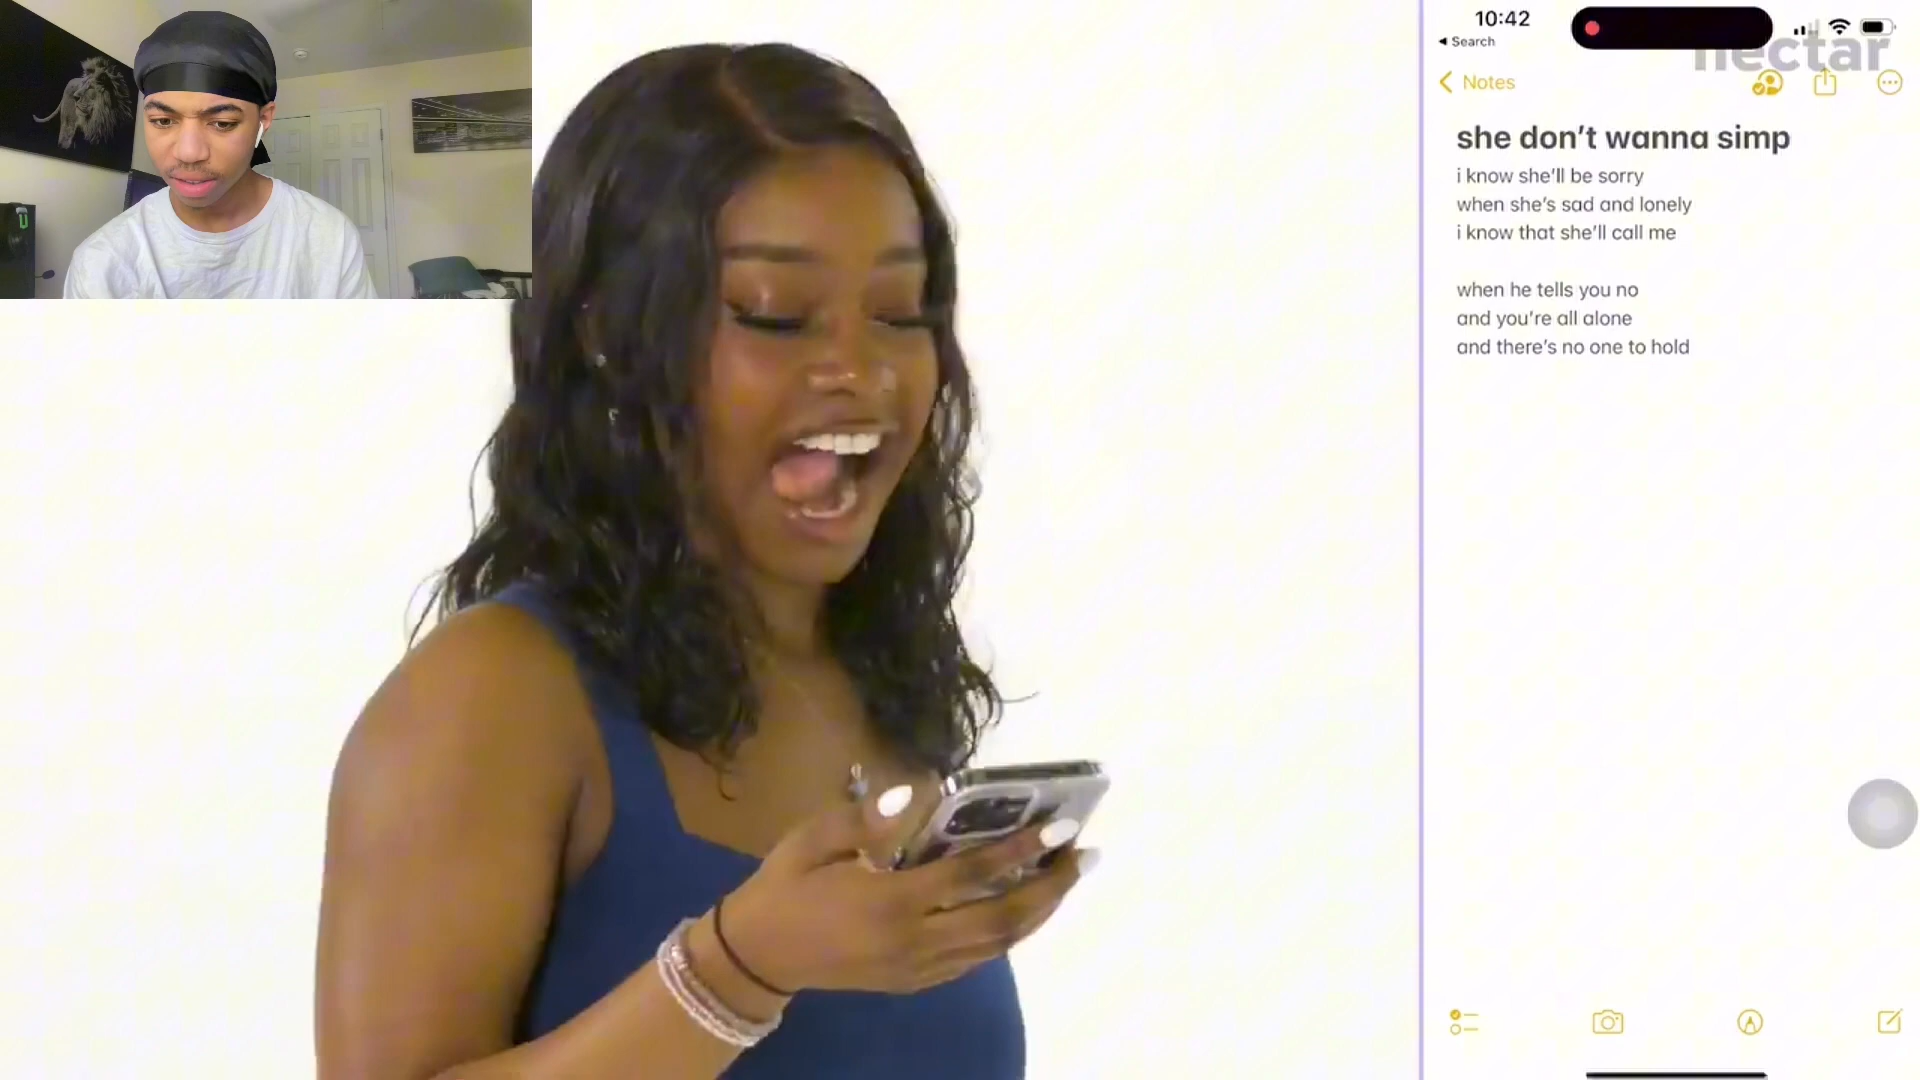 10:42
Search
nectar
Notes
she don't wanna simp
i know she'll be sorry
when she's sad and lonely
i know that she'll call me
when he tells you no
and you're all alone
and there's no one to hold